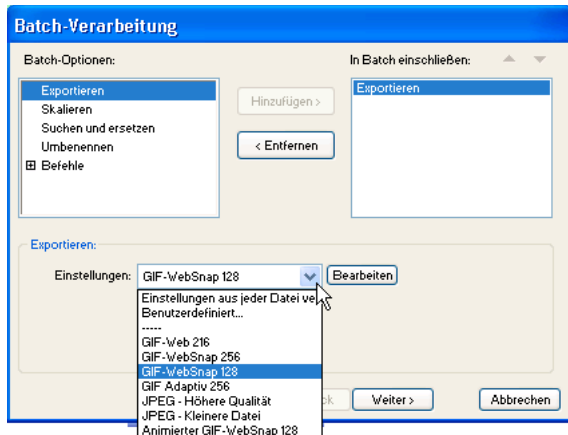 Batch-Verarbeitung
Batch-Optionen:
In Batch einschließen:
Exportieren
Skalieren
Suchen und ersetzen
Umbenennen
Befehle
Hinzufügen >
< Entfernen
Exportieren
Exportieren:
Einstellungen:
GIF-WebSnap 128
Bearbeiten
Einstellungen aus jeder Datei
Benutzerdefiniert...
-----
GIF-Web 216
GIF-WebSnap 256
GIF-WebSnap 128
GIF Adaptiv 256
JPEG - Höhere Qualität
JPEG - Kleinere Datei
Animierter GIF-WebSnap 128
Weiter >
Abbrechen